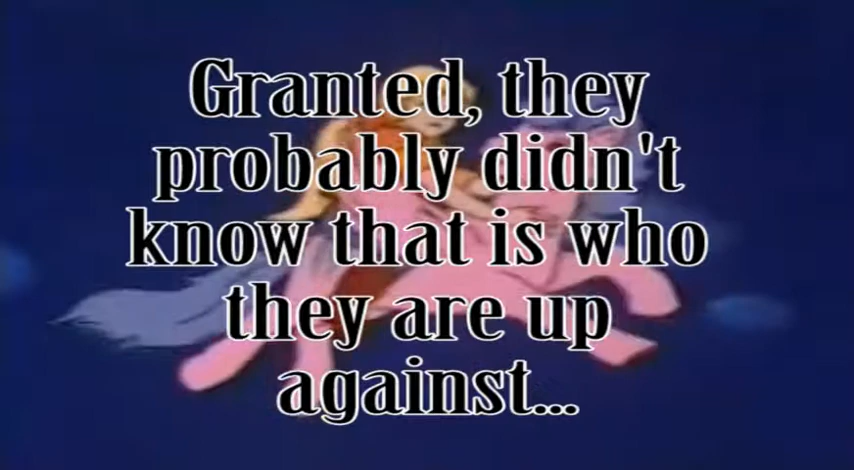 Granted, they
probably didn't
know that is who
they are up
against...